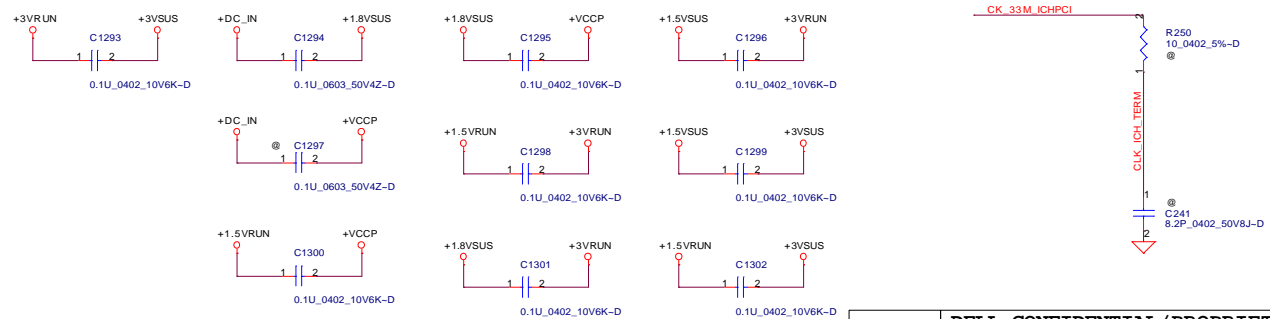 +3VRUN +3VSUS
C1293
1 2
0.1U_0402_10V6K~D
+DC_IN +1.8VSUS
C1294
1 2
0.1U_0603_50V4Z~D
+1.8VSUS +VCCP
C1295
1 2
0.1U_0402_10V6K~D
+1.5VSUS +3VRUN
C1296
1 2
0.1U_0402_10V6K~D
CK_33M_ICHPCI
2
R250
10_0402_5%~D
@
1
CLK_ICH_TERM
1
@
C241
8.2P_0402_50V8J~D
2
+DC_IN +VCCP
@ C1297
1 2
0.1U_0603_50V4Z~D
+1.5VRUN +3VRUN
C1298
1 2
0.1U_0402_10V6K~D
+1.5VSUS +3VSUS
C1299
1 2
0.1U_0402_10V6K~D
+1.5VRUN +VCCP
C1300
1 2
0.1U_0402_10V6K~D
+1.8VSUS +3VRUN
C1301
1 2
0.1U_0402_10V6K~D
+1.5VRUN +3VSUS
C1302
1 2
0.1U_0402_10V6K~D